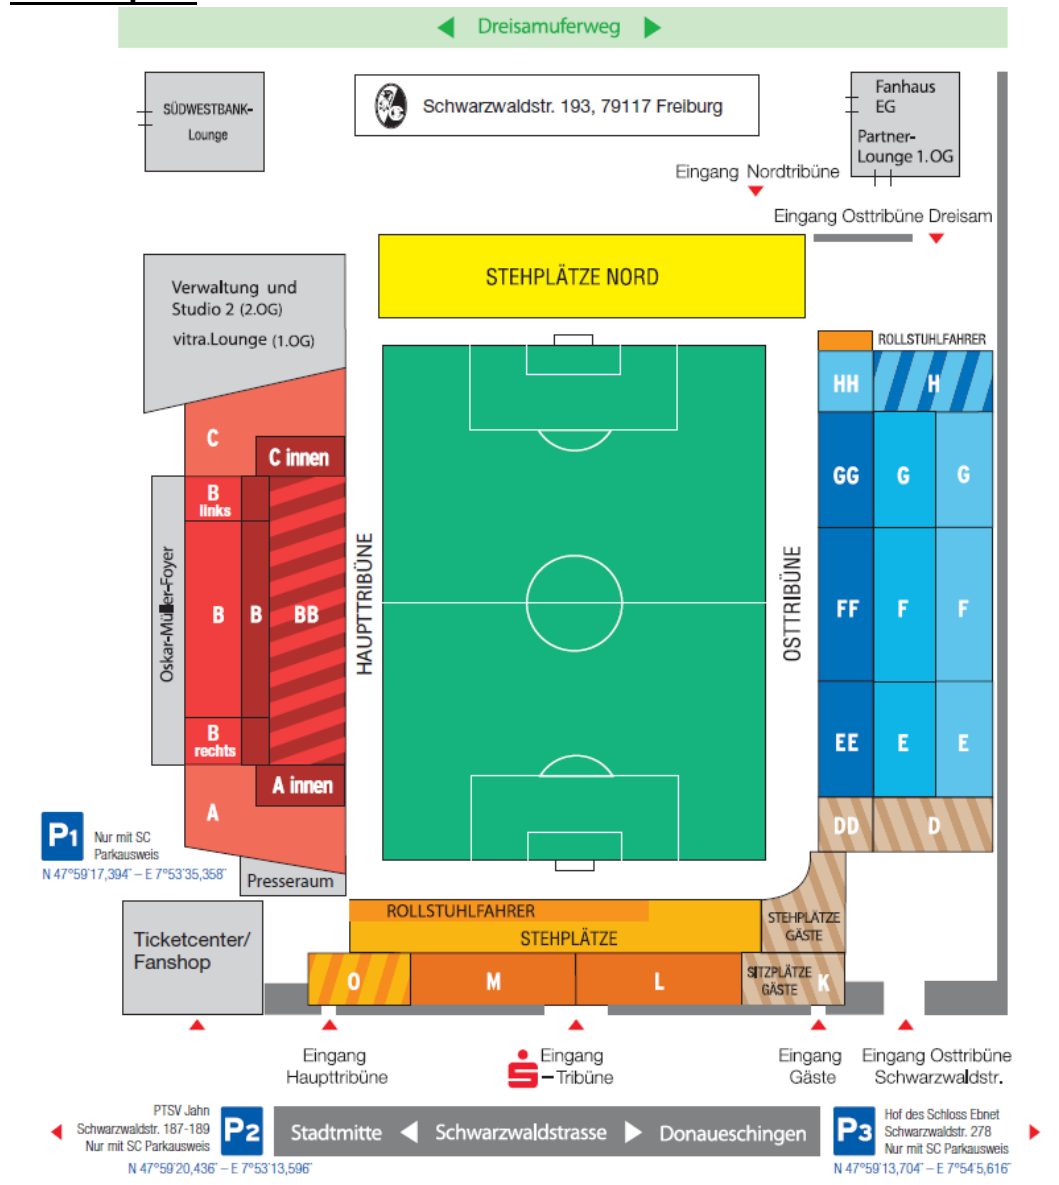 Dreisamuferweg
SÜDWESTBANK-
Lounge
Schwarzwaldstr. 193, 79117 Freiburg
Fanhaus
EG
Partner-
Lounge 1.OG
Eingang Nordtribüne
Eingang Osttribüne Dreisam
STEHPLÄTZE NORD
Verwaltung und
Studio 2 (2.OG)
vitra.Lounge (1.OG)
ROLLSTUHLFAHRER
HH
H
C
C innen
B
links
GG
G
G
Oskar-Müller-Foyer
B
B
BB
HAUPTTRIBÜNE
OSTTRIBÜNE
FF
F
F
B
rechts
EE
E
E
A innen
A
DD
D
P1
Nur mit SC
Parkausweis
N 47°59'17,394" – E 7°53'35,358"
Presseraum
ROLLSTUHLFAHRER
STEHPLÄTZE
STEHPLÄTZE
GÄSTE
Ticketcenter/
Fanshop
O
M
L
SITZPLÄTZE
GÄSTE
K
Eingang
Haupttribüne
Eingang
S-Tribüne
Eingang
Gäste
Eingang Osttribüne
Schwarzwaldstr.
PTSV Jahn
Schwarzwaldstr. 187-189
Nur mit SC Parkausweis
P2
N 47°59'20,436" – E 7°53'13,596"
Stadtmitte
Schwarzwaldstrasse
Donaueschingen
P3
Hof des Schloss Ebnet
Schwarzwaldstr. 278
Nur mit SC Parkausweis
N 47°59'13,704" – E 7°54'5,616"